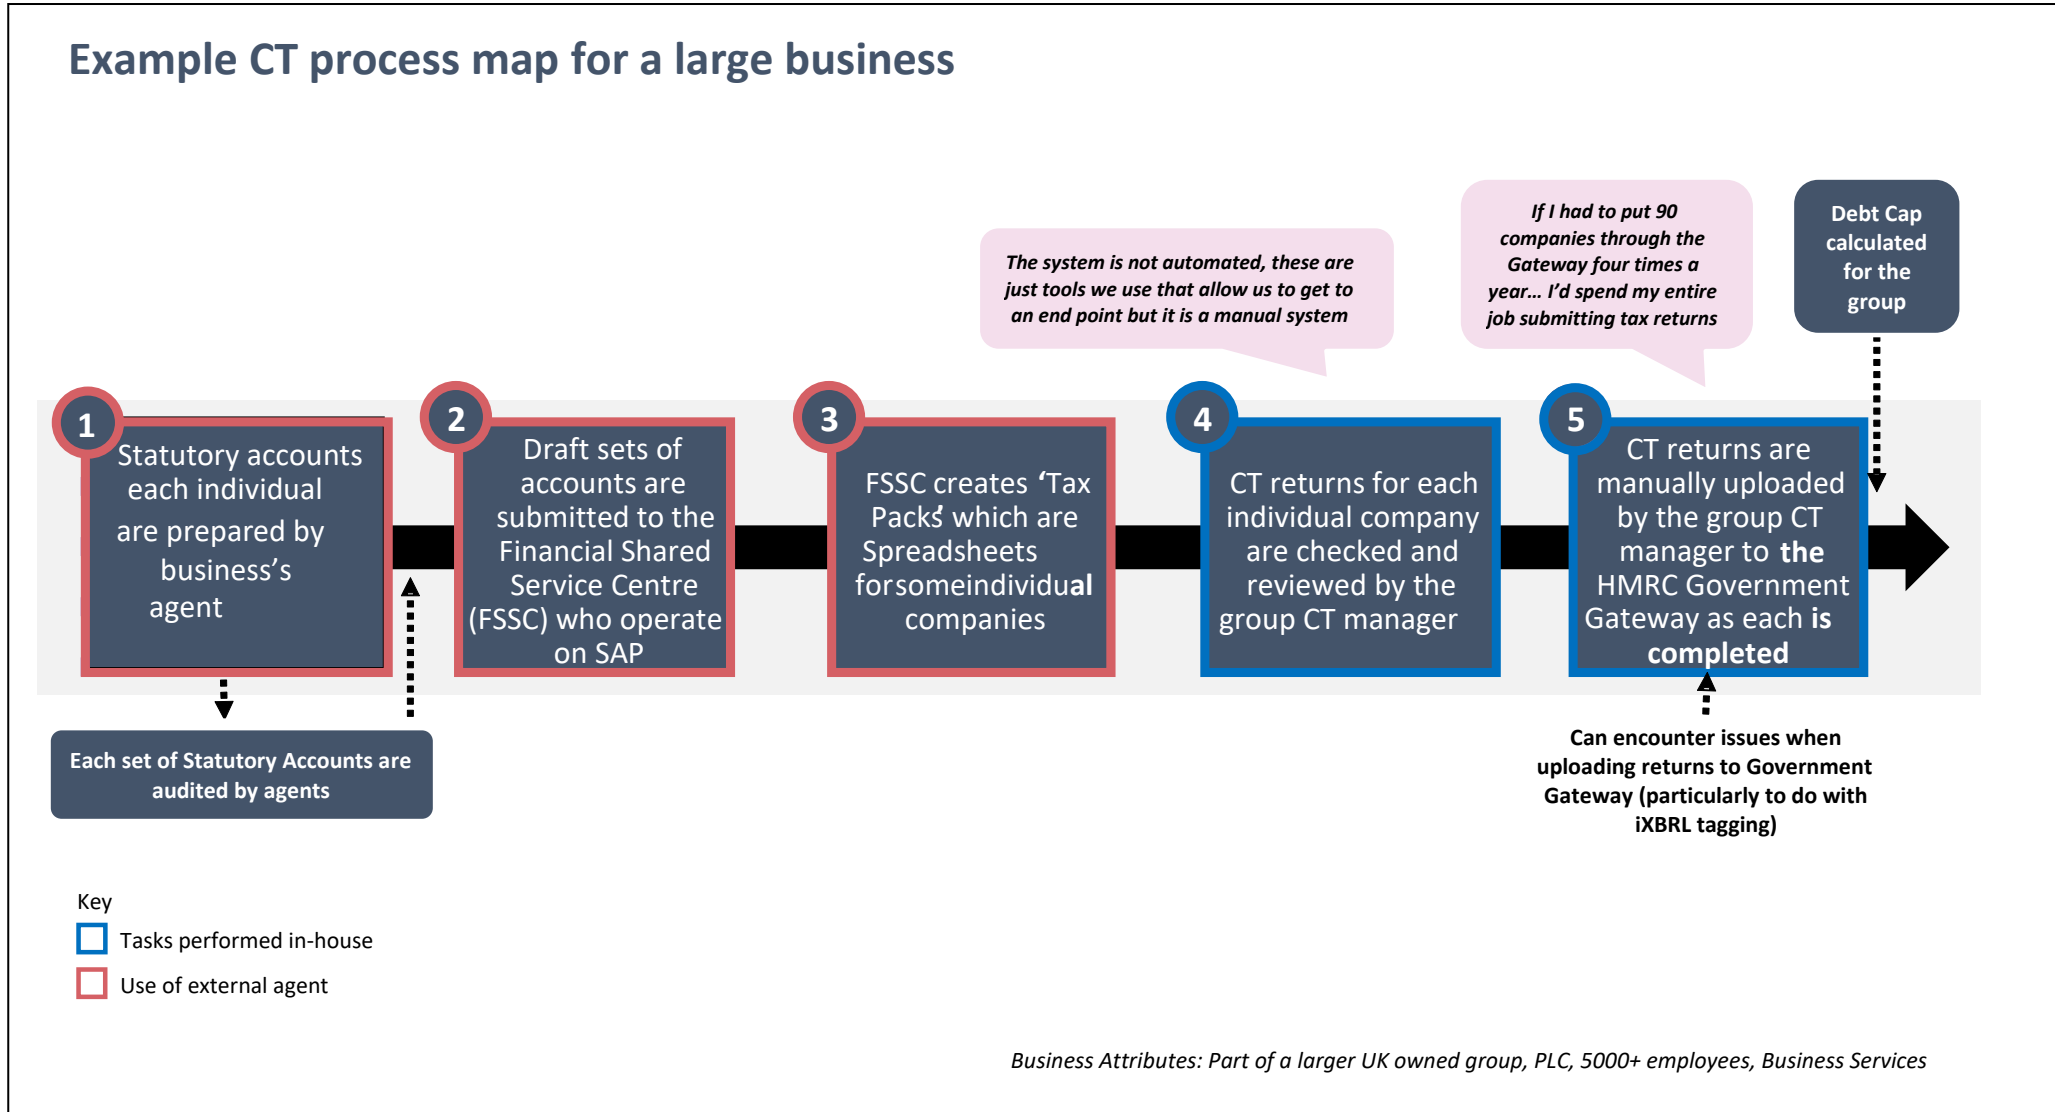 Example CT process map for a large business
The system is not automated, these are
just tools we use that allow us to get to
an end point but it is a manual system
If I had to put 90
companies through the
Gateway four times a
year… I’d spend my entire
job submitting tax returns
Debt Cap
calculated
for the
group
1
Statutory accounts
each individual
are prepared by
business’s
agent
2
Draft sets of
accounts are
submitted to the
Financial Shared
Service Centre
(FSSC) who operate
on SAP
3
FSSC creates ‘Tax
Packs’ which are
Spreadsheets
forsomeindividual
companies
4
CT returns for each
individual company
are checked and
reviewed by the
group CT manager
5
CT returns are
manually uploaded
by the group CT
manager to the
HMRC Government
Gateway as each is
completed
Each set of Statutory Accounts are
audited by agents
Can encounter issues when
uploading returns to Government
Gateway (particularly to do with
iXBRL tagging)
Key
Tasks performed in-house
Use of external agent
Business Attributes: Part of a larger UK owned group, PLC, 5000+ employees, Business Services